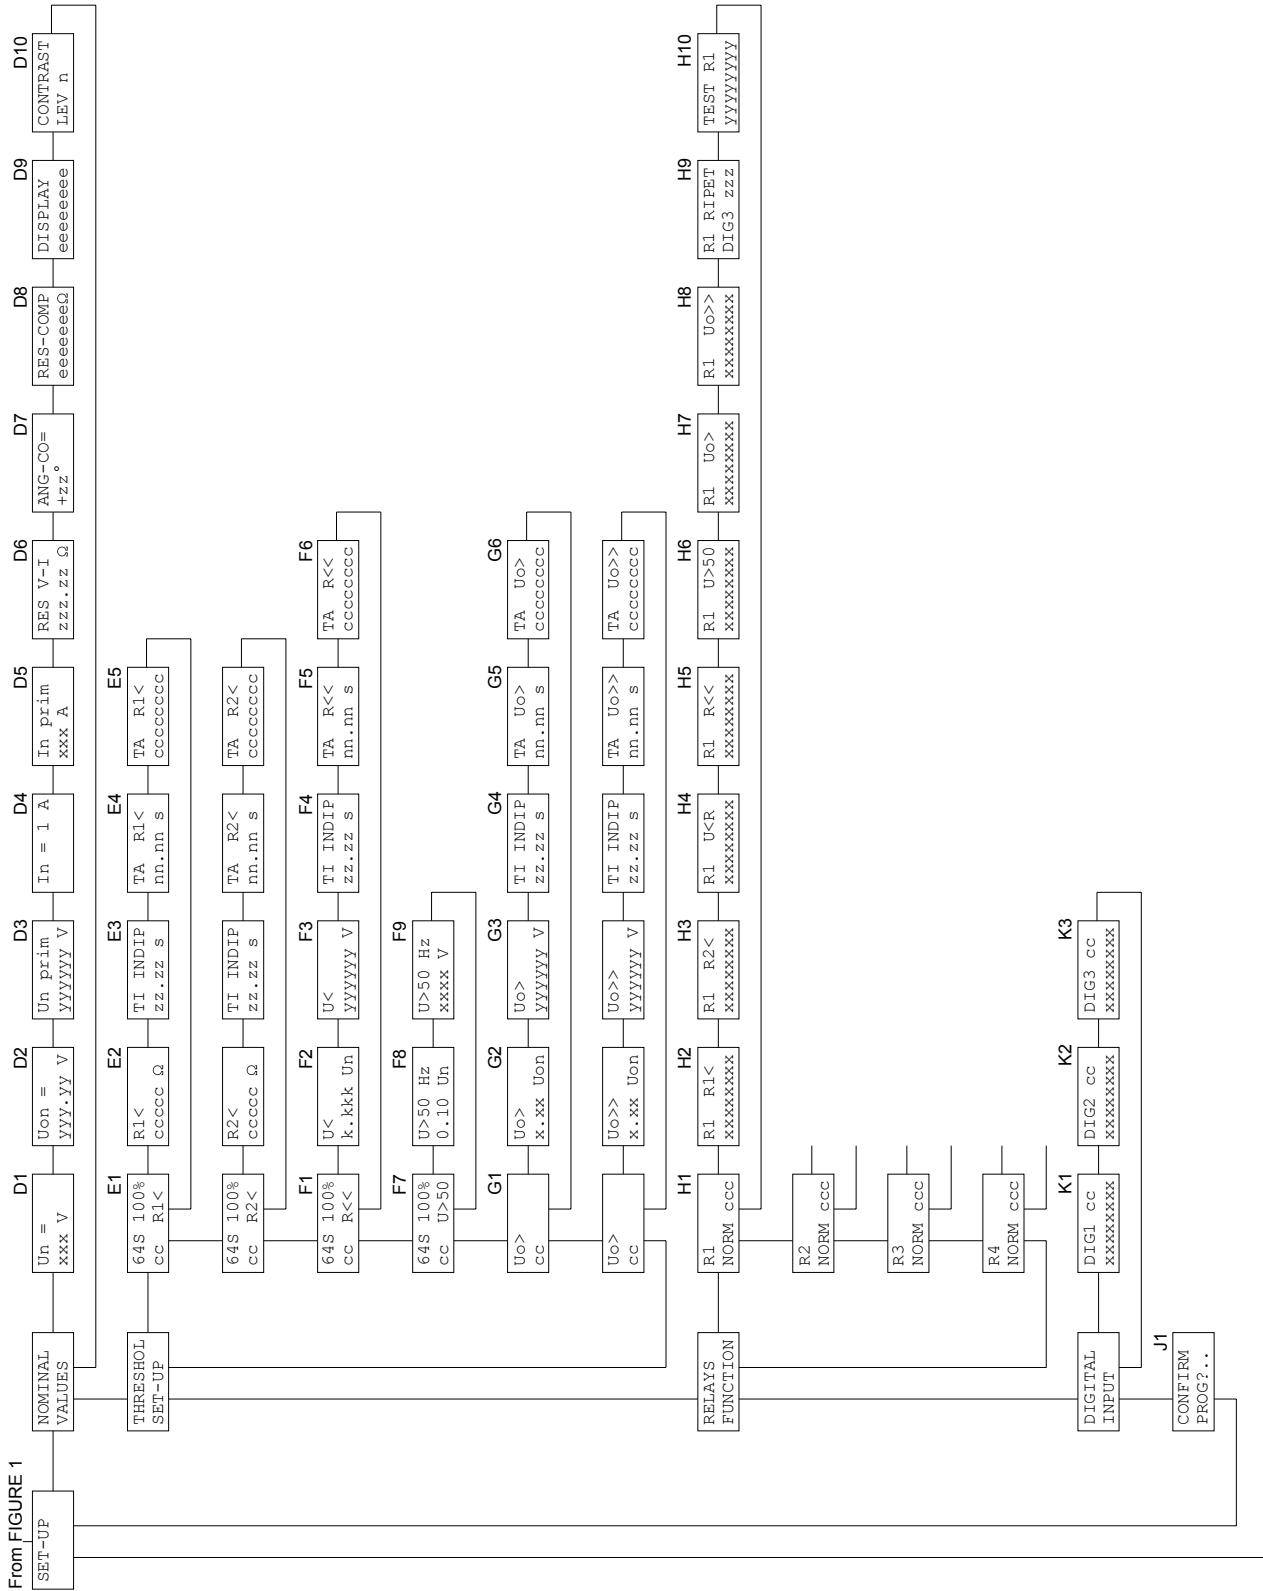 From FIGURE 1
SET-UP
NOMINAL
VALUES
D1
Un =
xxx V
D2
Uon =
yyy.yy V
D3
Un prim
yyyyyy V
D4
In = 1 A
D5
In prim
xxx A
D6
RES V-I
zzz.zz Ω
D7
ANG-CO=
+zz°
D8
RES-COMP
eeeeeeeΩ
D9
DISPLAY
eeeeeeee
D10
CONTRAST
LEV n
THRESHOL
SET-UP
E1
64S 100%
cc R1<
E2
R1<
ccccc Ω
E3
TI INDIP
zz.zz s
E4
TA R1<
nn.nn s
E5
TA R1<
cccccccc
64S 100%
cc R2<
R2<
ccccc Ω
TI INDIP
zz.zz s
TA R2<
nn.nn s
TA R2<
cccccccc
F1
64S 100%
cc R<<
F2
U<
k.kkk Un
F3
U<
yyyyyy V
F4
TI INDIP
zz.zz s
F5
TA R<<
nn.nn s
F6
TA R<<
cccccccc
F7
64S 100%
cc U>50
F8
U>50 Hz
0.10 Un
F9
U>50 Hz
xxxx V
G1
Uo>
cc
G2
Uo>
x.xx Uon
G3
Uo>
yyyyyy V
G4
TI INDIP
zz.zz s
G5
TA Uo>
nn.nn s
G6
TA Uo>
cccccccc
Uo>
cc
Uo>>
x.xx Uon
Uo>>
yyyyyy V
TI INDIP
zz.zz s
TA Uo>>
nn.nn s
TA Uo>>
cccccccc
RELAYS
FUNCTION
H1
R1
NORM ccc
H2
R1 R1<
xxxxxxxx
H3
R1 R2<
xxxxxxxx
H4
R1 U<R
xxxxxxxx
H5
R1 R<<
xxxxxxxx
H6
R1 U>50
xxxxxxxx
H7
R1 Uo>
xxxxxxxx
H8
R1 Uo>>
xxxxxxxx
H9
R1 RIPET
DIG3 zzz
H10
TEST R1
yyyyyyyy
R2
NORM ccc
R3
NORM ccc
R4
NORM ccc
DIGITAL
INPUT
K1
DIG1 cc
xxxxxxxx
K2
DIG2 cc
xxxxxxxx
K3
DIG3 cc
xxxxxxxx
J1
CONFIRM
PROG?..